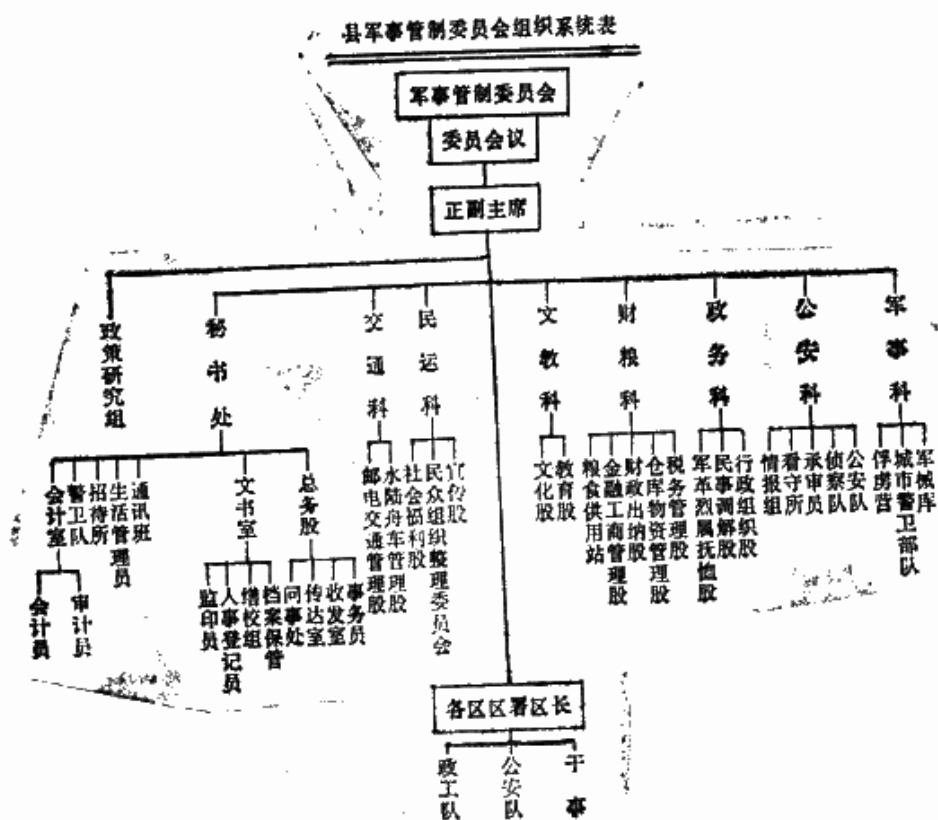 县军事管制委员会组织系统表
军事管制委员会
委员会议
正副主席
政策研究组
秘书处
交通科
民运科
文教科
财粮科
政务科
公安科
军事科
会计室
警卫队
招待所
生活管理员
通讯班
文书室
总务股
邮电交通管理股
水陆舟车管理股
社会福利股
民众组织整理委员会
宣传股
文化股
教育股
粮食供用站
金融工商管理股
财政出纳股
仓库物资管理股
税务管理股
军革烈属抚恤股
民事调解股
行政组织股
情报组
看守所
承审员
侦察队
公安队
俘虏营
城市警卫部队
军械库
会计员
审计员
监印员
人事登记员
缮校组
档案保管
问事处
传达室
收发室
事务员
各区区署区长
政工队
公安队
干事